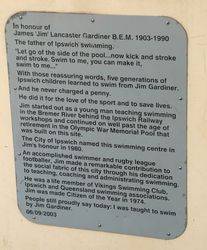 In honour of
James 'Jim' Lancaster Gardiner B.E.M. 1903-1990
The father of Ipswich swimming.
"Let go of the side of the pool...now kick and stroke
and stroke. Swim to me, you can make it,
swim to me..."
With those reassuring words, five generations of
Ipswich children learned to swim from Jim Gardiner.
And he never charged a penny.
He did it for the love of the sport and to save lives.
Jim started out as a young man teaching swimming
in the Bremer River behind the Ipswich Railway
workshops and continued on well past the age of
retirement in the Olympic War Memorial Pool that
was built on this site.
The City of Ipswich named this swimming centre in
Jim's honour in 1980.
An accomplished swimmer and rugby league
footballer, Jim made a remarkable contribution to
the social fabric of this city through his dedication
to teaching, coaching and administrating swimming.
He was a life member of Vikings Swimming Club,
Ipswich and Queensland swimming associations.
Jim was made Citizen of the Year in 1974.
People still proudly say today: I was taught to swim
by Jim Gardiner.
06/09/2003